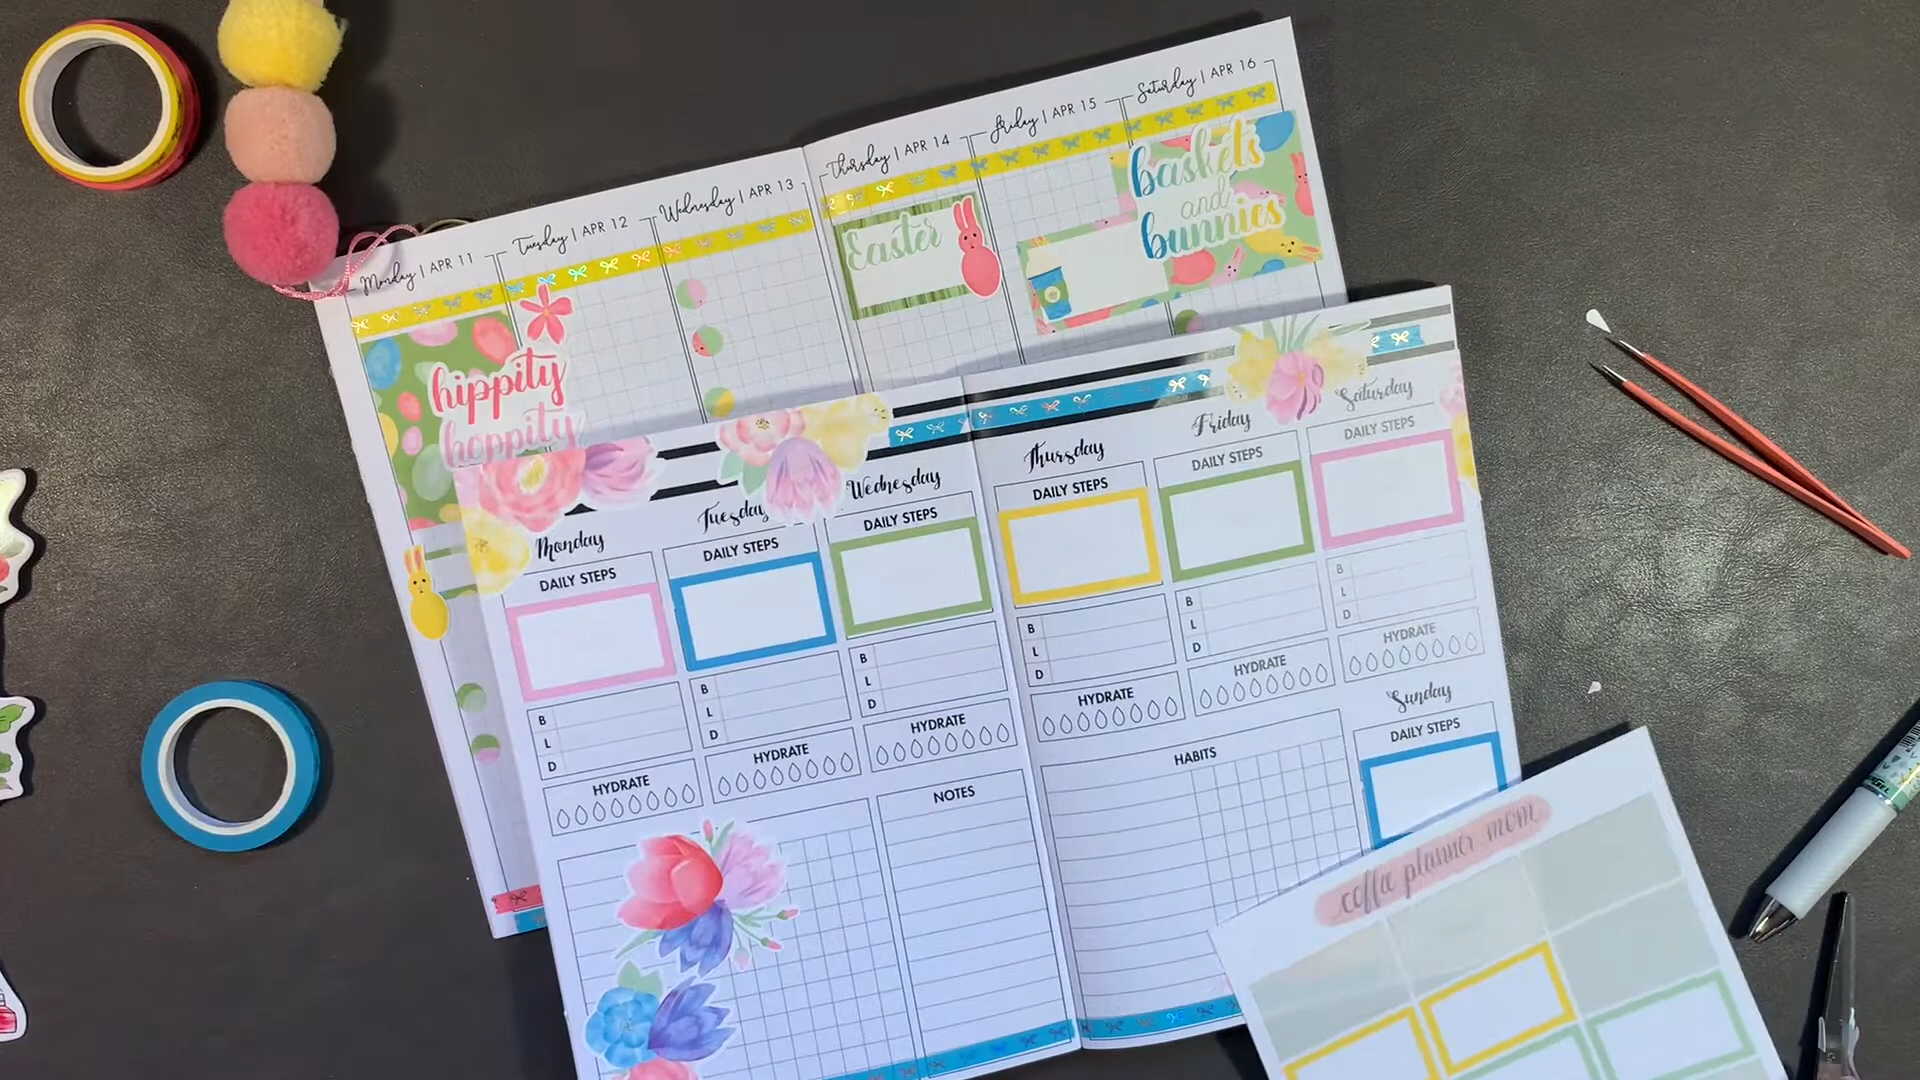 Monday | APR 11
Tuesday | APR 12
Wednesday | APR 13
Thursday | APR 14
Friday | APR 15
Saturday | APR 16
hippity
hoppity
Easter
baskets
and
bunnies
Monday
DAILY STEPS
B
L
D
HYDRATE
Tuesday
DAILY STEPS
B
L
D
HYDRATE
Wednesday
DAILY STEPS
B
L
D
HYDRATE
NOTES
Thursday
DAILY STEPS
B
L
D
HYDRATE
Friday
DAILY STEPS
B
L
D
HYDRATE
Saturday
DAILY STEPS
B
L
D
HYDRATE
HABITS
Sunday
DAILY STEPS
coffee planner mom